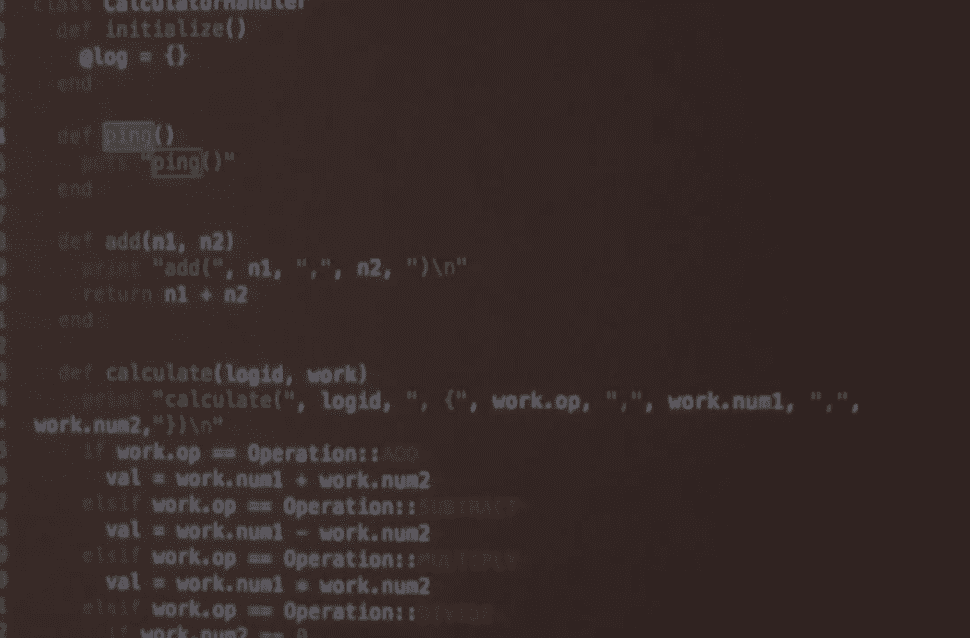 class CalculatorHandler
def initialize()
@log = {}
end
def ping()
puts "ping()"
end
def add(n1, n2)
print "add(", n1, ",", n2, ")\n"
return n1 + n2
end
def calculate(logid, work)
print "calculate(", logid, ", {", work.op, ",", work.num1, ",",
work.num2,"})\n"
if work.op == Operation::ADD
val = work.num1 + work.num2
elsif work.op == Operation::SUBTRACT
val = work.num1 - work.num2
elsif work.op == Operation::MULTIPLY
val = work.num1 * work.num2
elsif work.op == Operation::DIVIDE
if work.num2 == 0